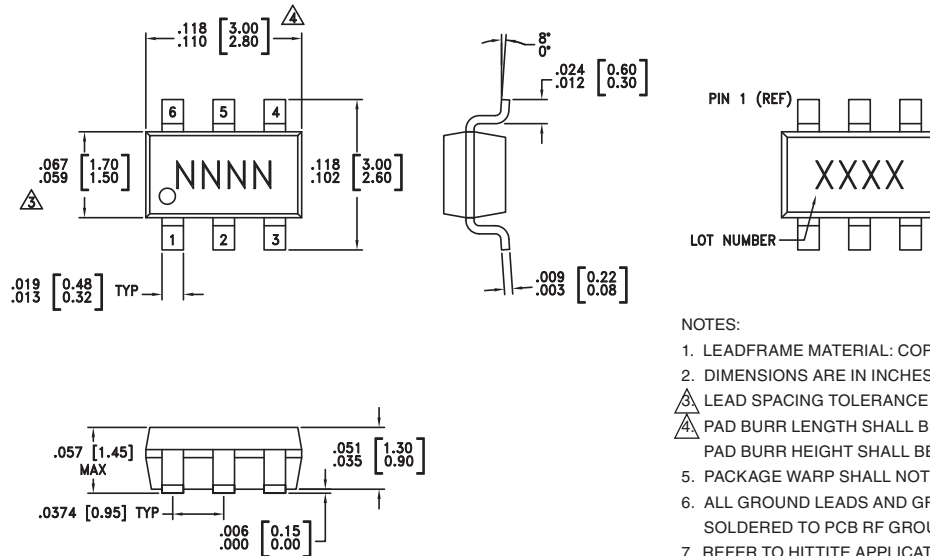 .118 [3.00]
.110 [2.80]
4
8°
0°
.024 [0.60]
.012 [0.30]
PIN 1 (REF)
6 5 4
.067 [1.70]
.059 [1.50]
3
NNNN
.118 [3.00]
.102 [2.60]
XXXX
1 2 3
LOT NUMBER
.019 [0.48]
.013 [0.32] TYP
.009 [0.22]
.003 [0.08]
NOTES:
1. LEADFRAME MATERIAL:
2. DIMENSIONS ARE IN INCHES
3. LEAD SPACING TOLERANCE
4. PAD BURR LENGTH SHALL
PAD BURR HEIGHT SHALL BE
5. PACKAGE WARP SHALL NOT
6. ALL GROUND LEADS AND
SOLDERED TO PCB RF
7. REFER TO HITTITE
.057 [1.45]
MAX
.051 [1.30]
.035 [0.90]
.0374 [0.95] TYP
.006 [0.15]
.000 [0.00]